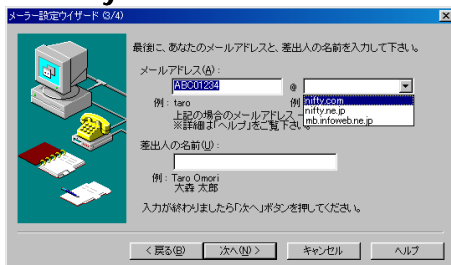 メーラー設定ウィザード (3/4)
最後に、あなたのメールアドレスと、差出人の名前を入力して下さい。
メールアドレス(A):
ABC01234 @
nifty.com
例: taro 例
nifty.ne.jp
上記の場合のメールアドレス
mb.infoweb.ne.jp
※詳細は「ヘルプ」をご覧下さい
差出人の名前(U):
例: Taro Omori
大森 太郎
入力が終わりましたら「次へ」ボタンを押してください。
< 戻る(B) 次へ(N) > キャンセル ヘルプ